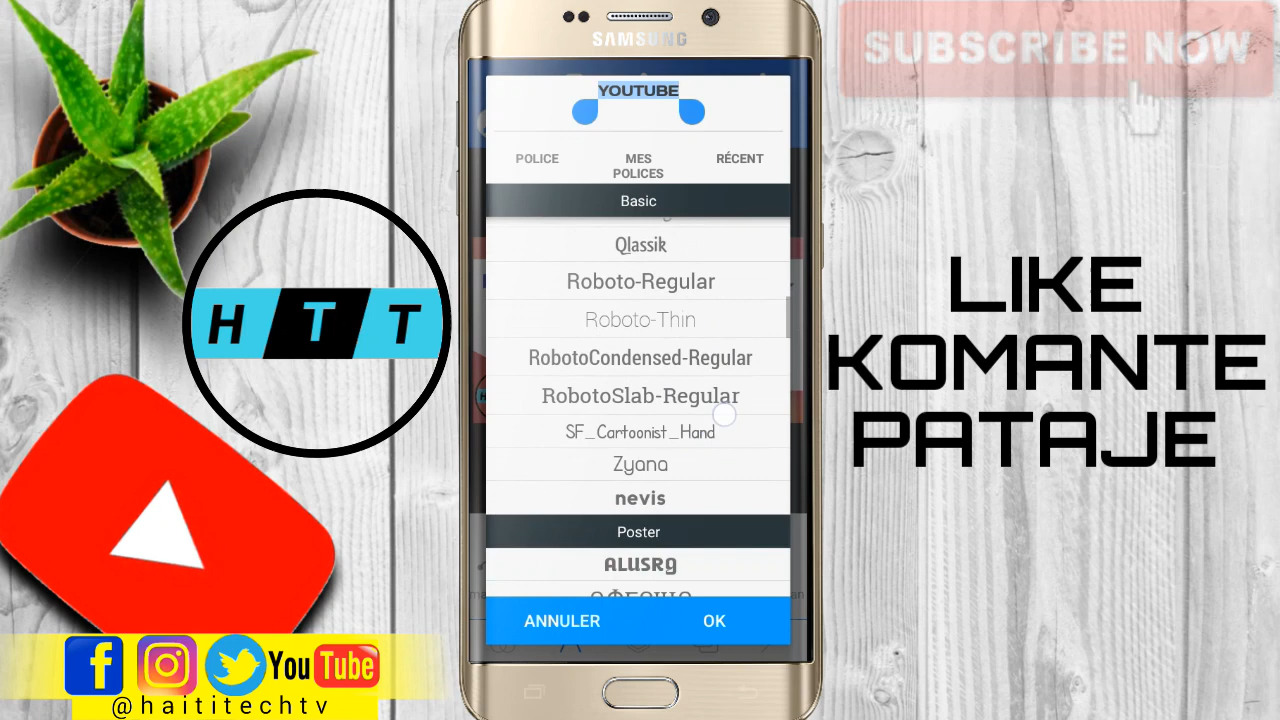 SUBSCRIBE NOW
SAMSUNG
YOUTUBE
POLICE
MES
POLICES
RÉCENT
Basic
Qlassik
Roboto-Regular
Roboto-Thin
RobotoCondensed-Regular
RobotoSlab-Regular
SF_Cartoonist_Hand
Zyana
nevis
Poster
ALUSRg
ANNULER
OK
HTT
LIKE
KOMANTE
PATAJE
f
YouTube
@haititechtv